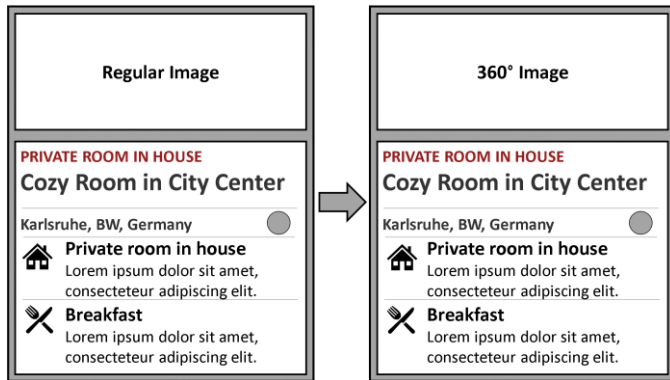 Regular Image
PRIVATE ROOM IN HOUSE
Cozy Room in City Center
Karlsruhe, BW, Germany
Private room in house
Lorem ipsum dolor sit amet,
consecteteur adipiscing elit.
Breakfast
Lorem ipsum dolor sit amet,
consecteteur adipiscing elit.
360° Image
PRIVATE ROOM IN HOUSE
Cozy Room in City Center
Karlsruhe, BW, Germany
Private room in house
Lorem ipsum dolor sit amet,
consecteteur adipiscing elit.
Breakfast
Lorem ipsum dolor sit amet,
consecteteur adipiscing elit.